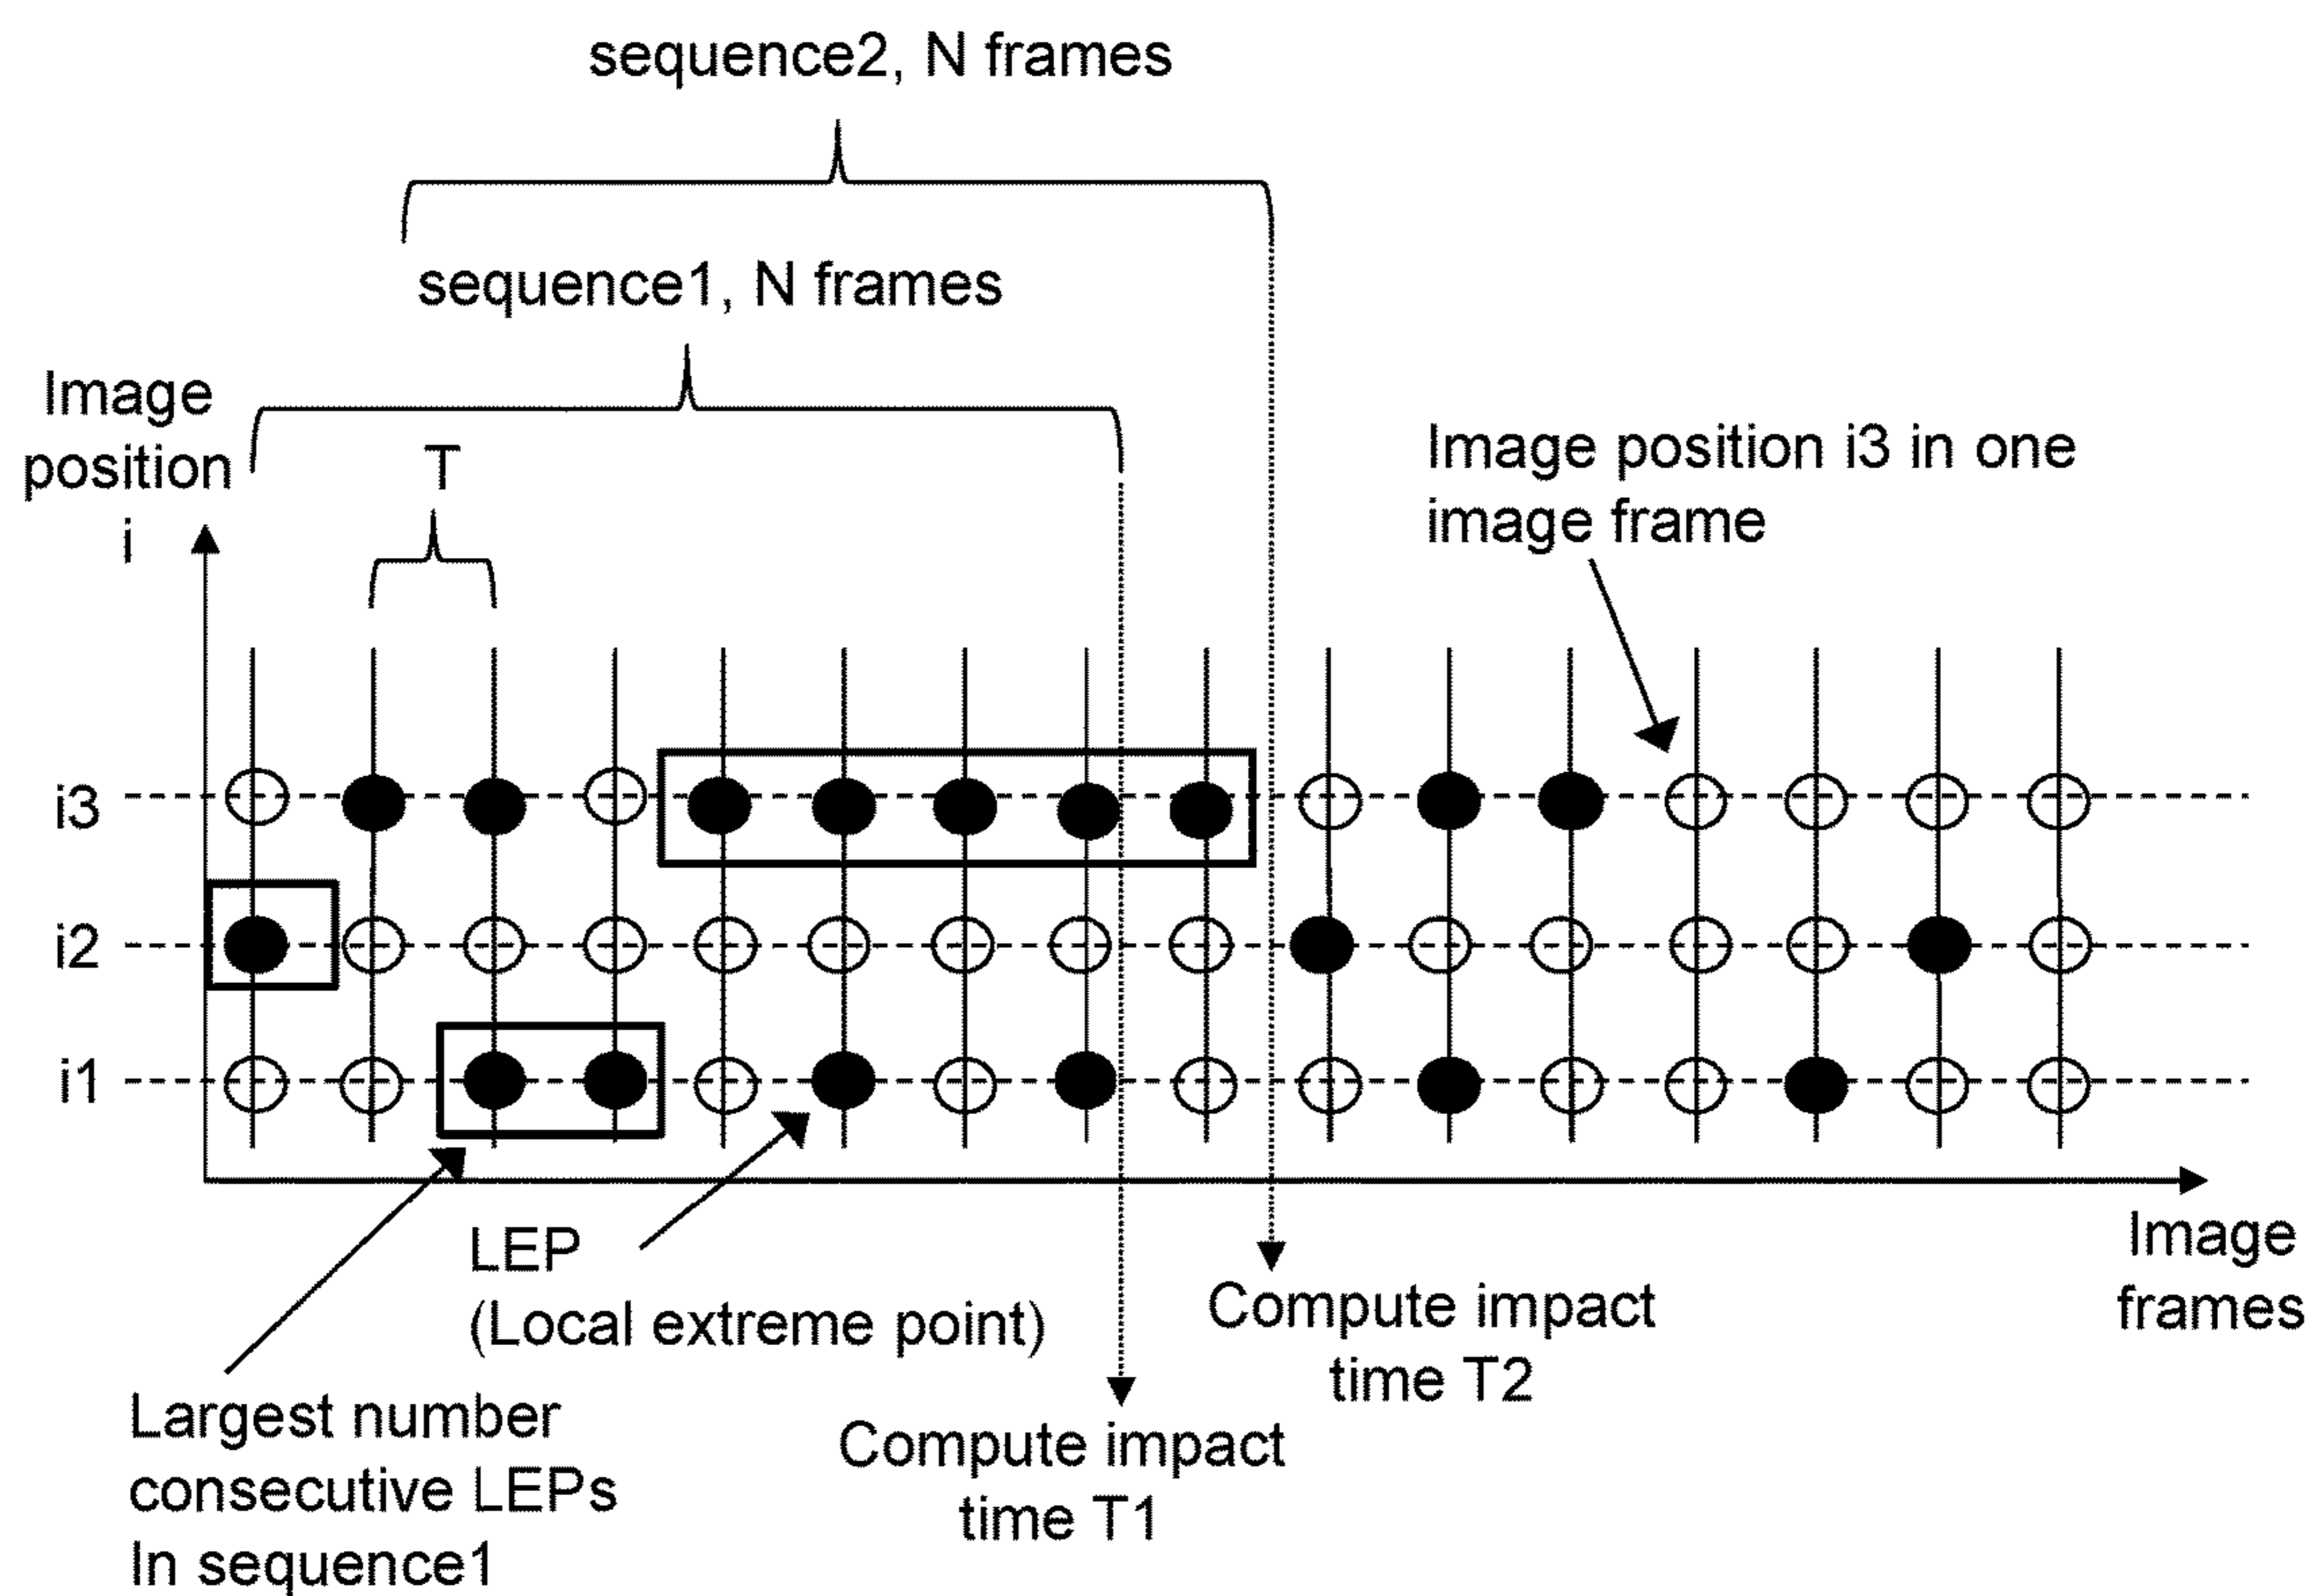 sequence2, N frames
sequence1, N frames
Image
position
i
T
Image position i3 in one
image frame
i3
i2
i1
LEP
(Local extreme point)
Largest number
consecutive LEPs
In sequence1
Compute impact
time T1
Compute impact
time T2
Image
frames